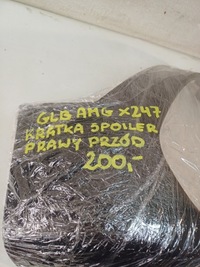 GLB AMG X247
KRATKA SPOILER
PRAWY PRZÓD
200,-